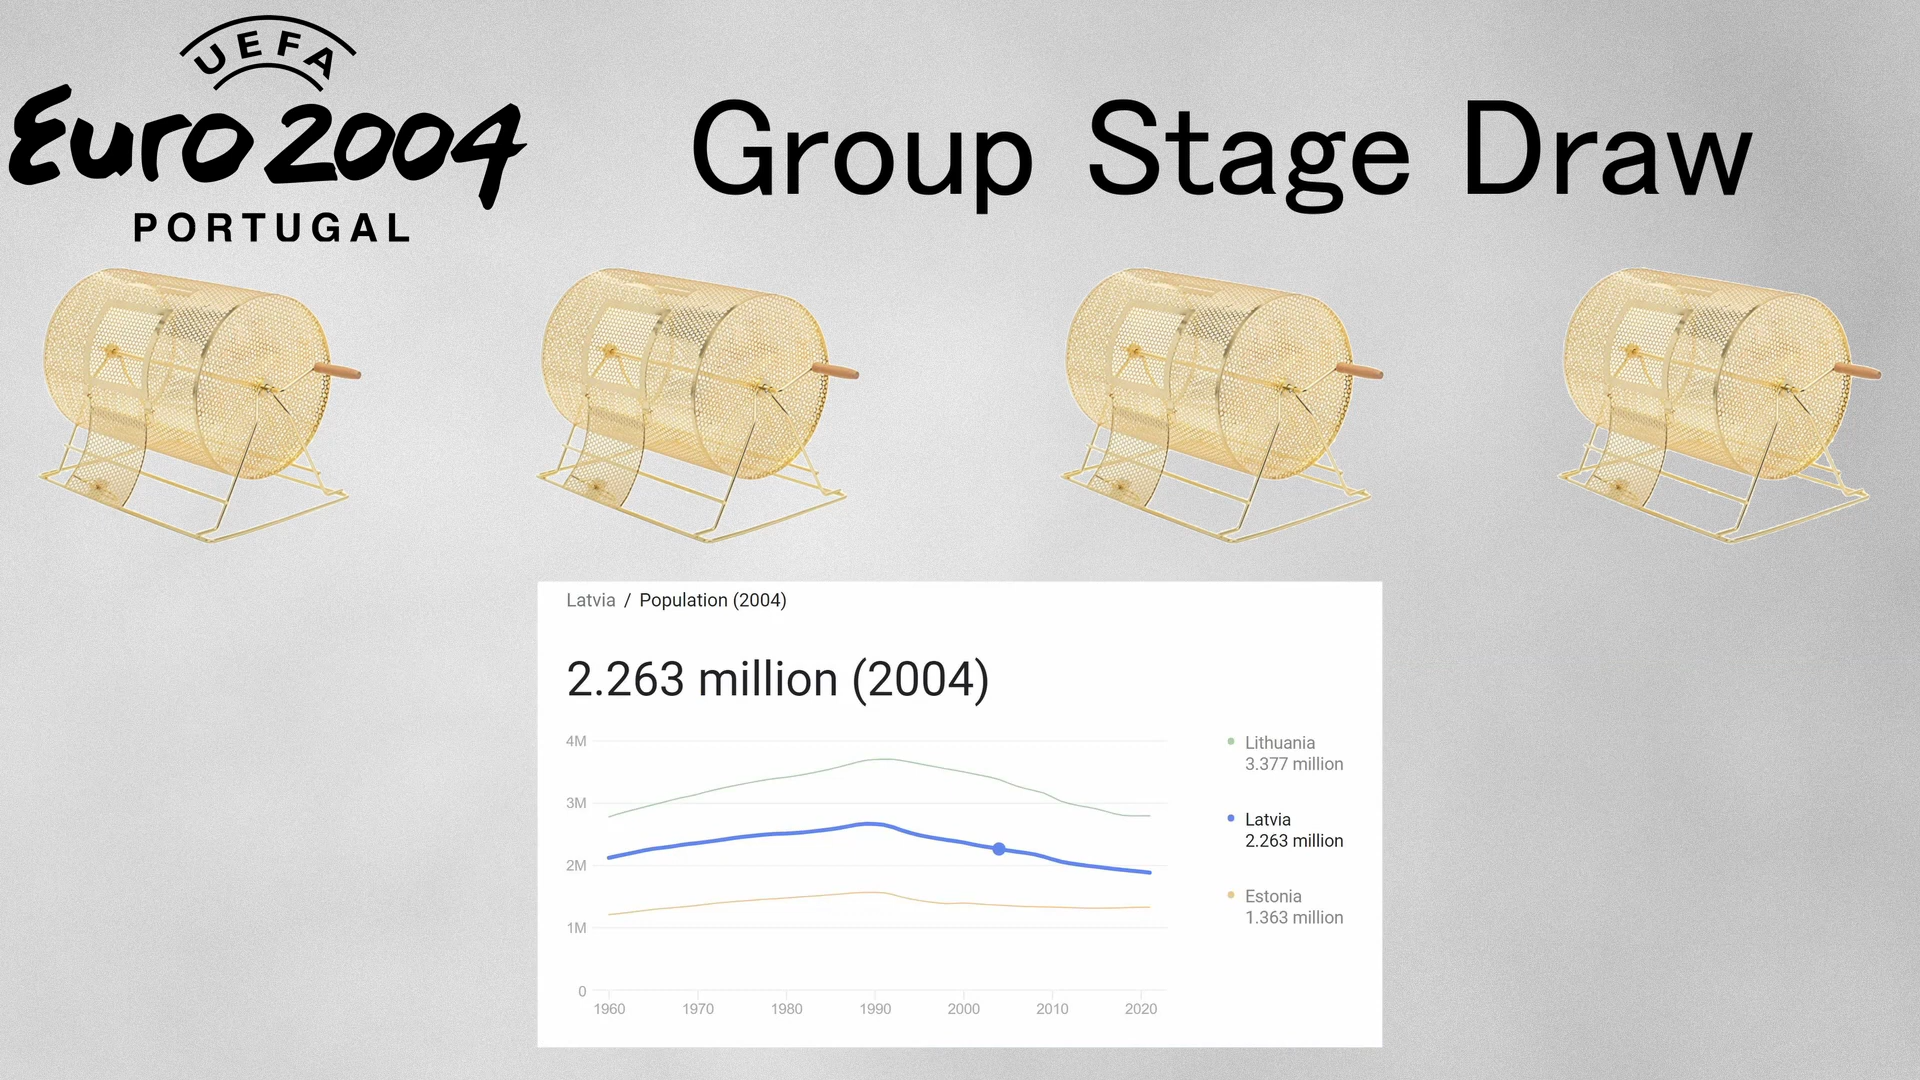 UEFA
Euro 2004
PORTUGAL
Group Stage Draw
Latvia / Population (2004)
2.263 million (2004)
4M
3M
2M
1M
0
1960 1970 1980 1990 2000 2010 2020
Lithuania
3.377 million
Latvia
2.263 million
Estonia
1.363 million